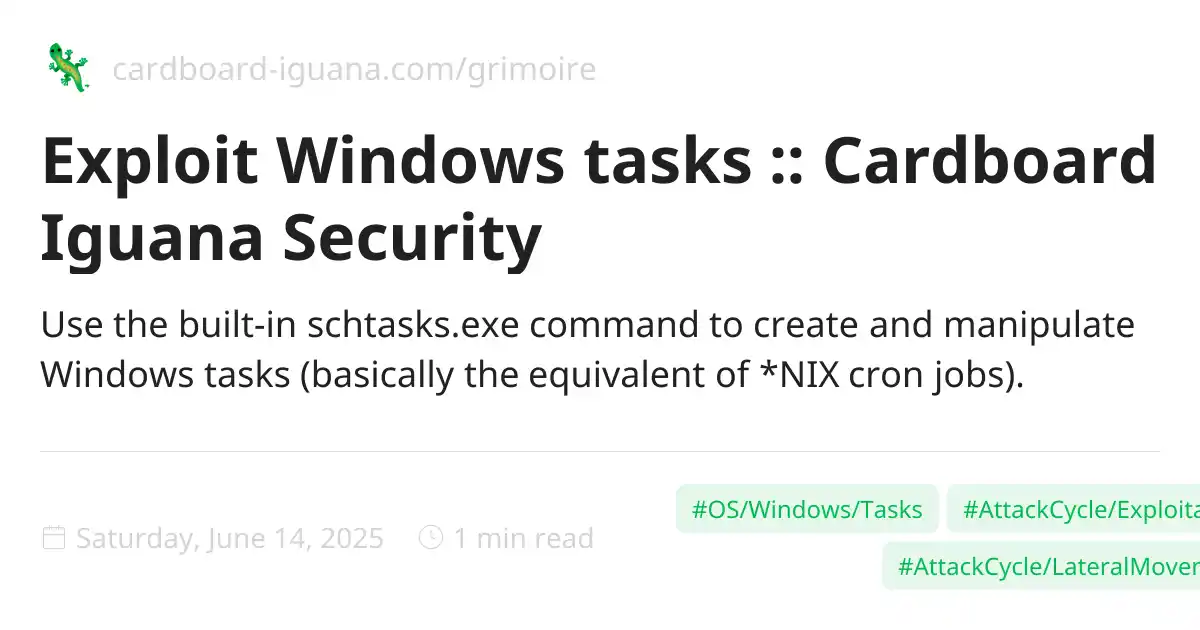 cardboard-iguana.com/grimoire
Exploit Windows tasks :: Cardboard
Iguana Security
Use the built-in schtasks.exe command to create and manipulate
Windows tasks (basically the equivalent of *NIX cron jobs).
Saturday, June 14, 2025 1 min read
#OS/Windows/Tasks #AttackCycle/Exploita
#AttackCycle/LateralMover